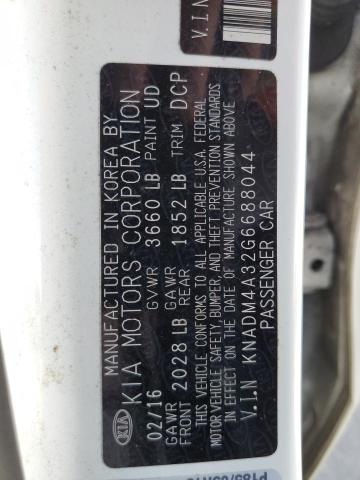 MANUFACTURED IN KOREA BY
KIA MOTORS CORPORATION
02/16 GVWR 3660 LB PAINT UD
GAWR FRONT 2028 LB GAWR REAR 1852 LB TRIM DCP
THIS VEHICLE CONFORMS TO ALL APPLICABLE U.S.A. FEDERAL
MOTOR VEHICLE SAFETY, BUMPER, AND THEFT PREVENTION STANDARDS
IN EFFECT ON THE DATE OF MANUFACTURE SHOWN ABOVE
V.I.N KNADM4A32G6688044
PASSENGER CAR
KIA
V.I.N